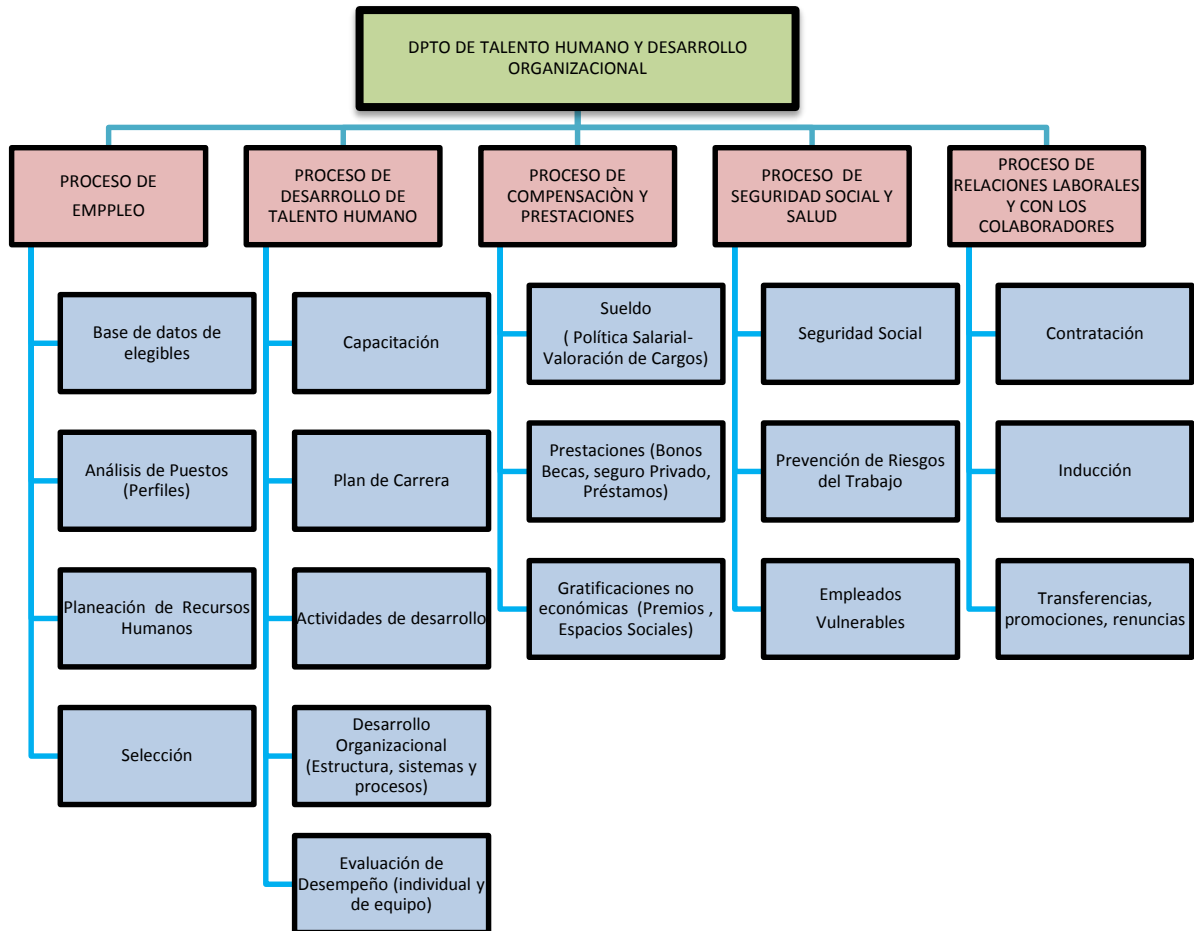 DPTO DE TALENTO HUMANO Y DESARROLLO
ORGANIZACIONAL
PROCESO DE
EMPPLEO
PROCESO DE
DESARROLLO DE
TALENTO HUMANO
PROCESO DE
COMPENSACIÒN Y
PRESTACIONES
PROCESO DE
SEGURIDAD SOCIAL Y
SALUD
PROCESO DE
RELACIONES LABORALES
Y CON LOS
COLABORADORES
Base de datos de
elegibles
Análisis de Puestos
(Perfiles)
Planeación de Recursos
Humanos
Selección
Capacitación
Plan de Carrera
Actividades de desarrollo
Desarrollo
Organizacional
(Estructura, sistemas y
procesos)
Evaluación de
Desempeño (individual y
de equipo)
Sueldo
( Política Salarial-
Valoración de Cargos)
Prestaciones (Bonos
Becas, seguro Privado,
Préstamos)
Gratificaciones no
económicas (Premios ,
Espacios Sociales)
Seguridad Social
Prevención de Riesgos
del Trabajo
Empleados
Vulnerables
Contratación
Inducción
Transferencias,
promociones, renuncias